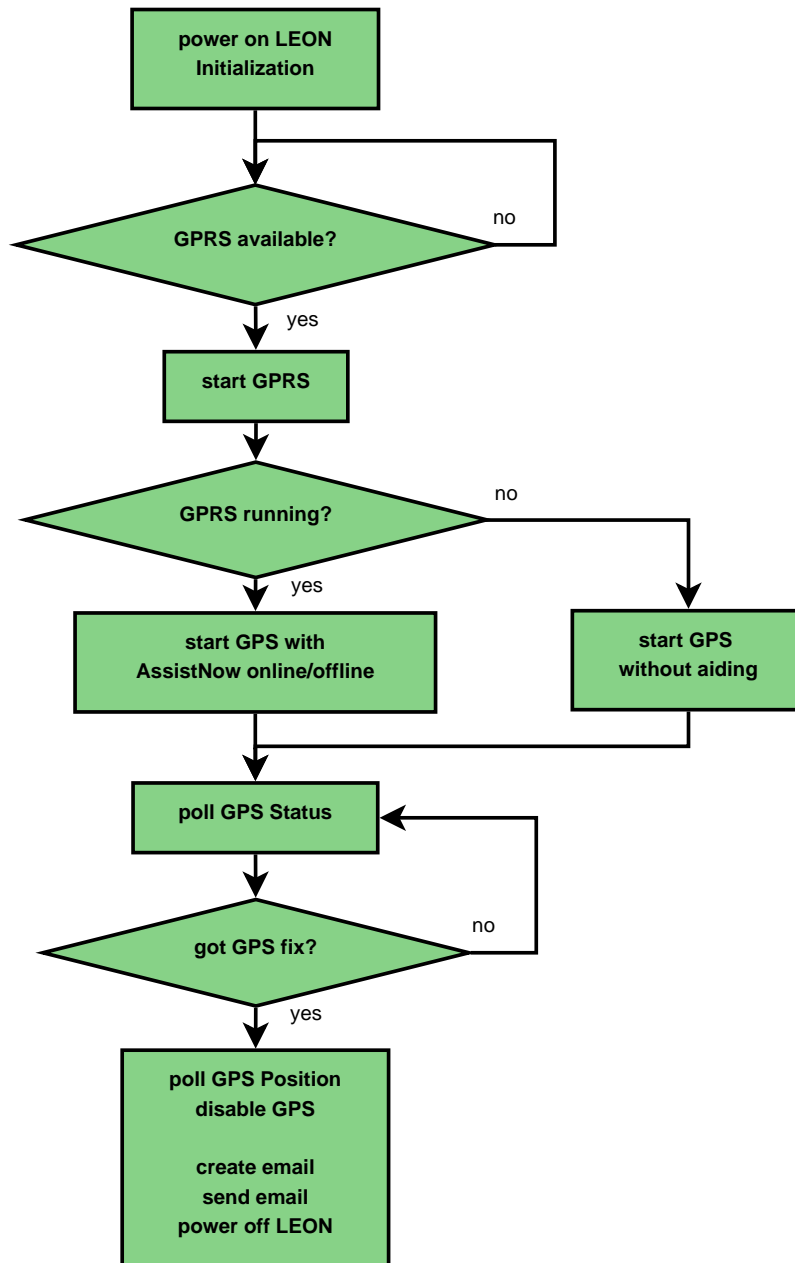 power on LEON
Initialization
no
GPRS available?
yes
start GPRS
no
GPRS running?
yes
start GPS with
AssistNow online/offline
start GPS
without aiding
poll GPS Status
no
got GPS fix?
yes
poll GPS Position
disable GPS
create email
send email
power off LEON